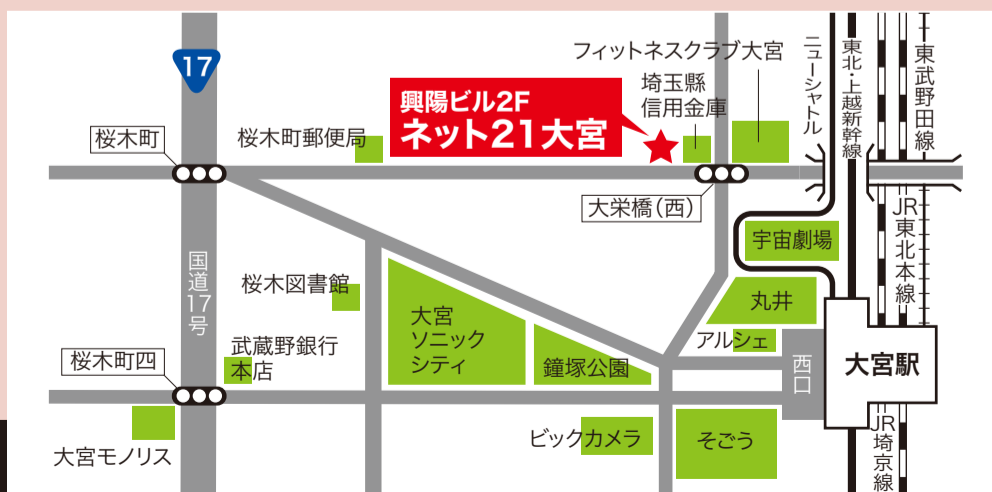 17
フィットネスクラブ大宮
埼玉縣
信用金庫
興陽ビル2F
ネット21大宮
桜木町
桜木町郵便局
大栄橋(西)
ニューシャトル
東北・上越新幹線
東武野田線
JR東北本線
宇宙劇場
国道17号
桜木図書館
大宮
ソニック
シティ
丸井
アルシェ
鐘塚公園
西口
大宮駅
桜木町四
武蔵野銀行
本店
大宮モノリス
ビックカメラ
そごう
JR埼京線